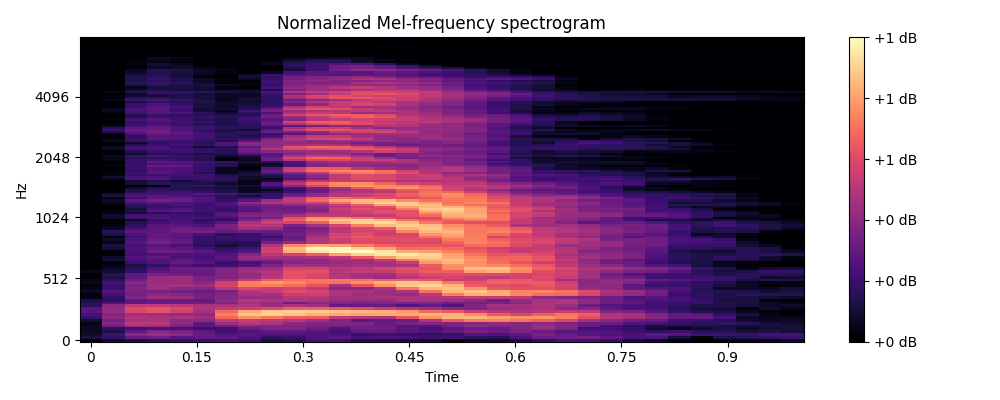 Normalized Mel-frequency spectrogram
Hz
4096
2048
1024
512
0
0 0.15 0.3 0.45 0.6 0.75 0.9
Time
+1 dB
+1 dB
+1 dB
+0 dB
+0 dB
+0 dB